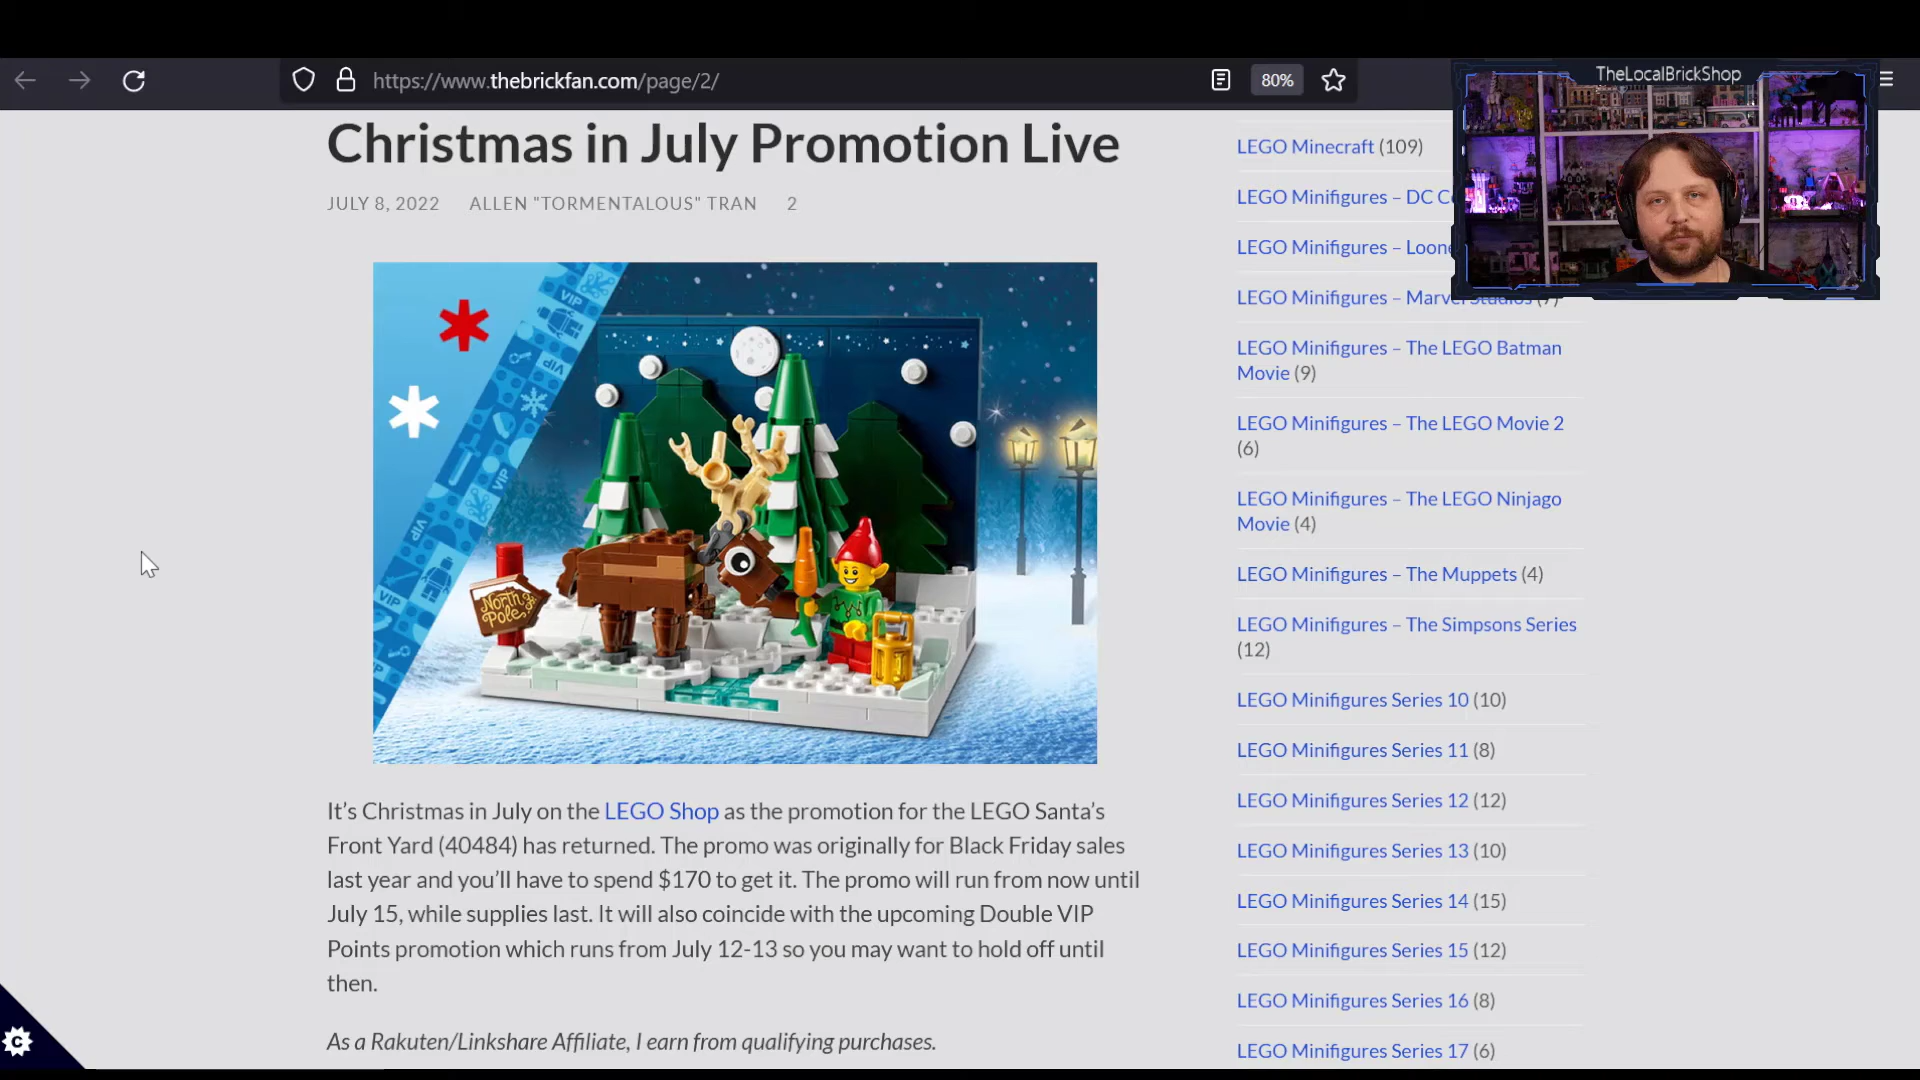 https://www.thebrickfan.com/page/2/
80%
TheLocalBrickShop
Christmas in July Promotion Live
JULY 8, 2022 ALLEN "TORMENTALOUS" TRAN 2
VIP
VIP
VIP
VIP
VIP
North
Pole
It's Christmas in July on the LEGO Shop as the promotion for the LEGO Santa's
Front Yard (40484) has returned. The promo was originally for Black Friday sales
last year and you'll have to spend $170 to get it. The promo will run from now until
July 15, while supplies last. It will also coincide with the upcoming Double VIP
Points promotion which runs from July 12-13 so you may want to hold off until
then.
As a Rakuten/Linkshare Affiliate, I earn from qualifying purchases.
LEGO Minecraft (109)
LEGO Minifigures – DC
LEGO Minifigures –
LEGO Minifigures – Marvel Studios (7)
LEGO Minifigures – The LEGO Batman
Movie (9)
LEGO Minifigures – The LEGO Movie 2
(6)
LEGO Minifigures – The LEGO Ninjago
Movie (4)
LEGO Minifigures – The Muppets (4)
LEGO Minifigures – The Simpsons Series
(12)
LEGO Minifigures Series 10 (10)
LEGO Minifigures Series 11 (8)
LEGO Minifigures Series 12 (12)
LEGO Minifigures Series 13 (10)
LEGO Minifigures Series 14 (15)
LEGO Minifigures Series 15 (12)
LEGO Minifigures Series 16 (8)
LEGO Minifigures Series 17 (6)
C